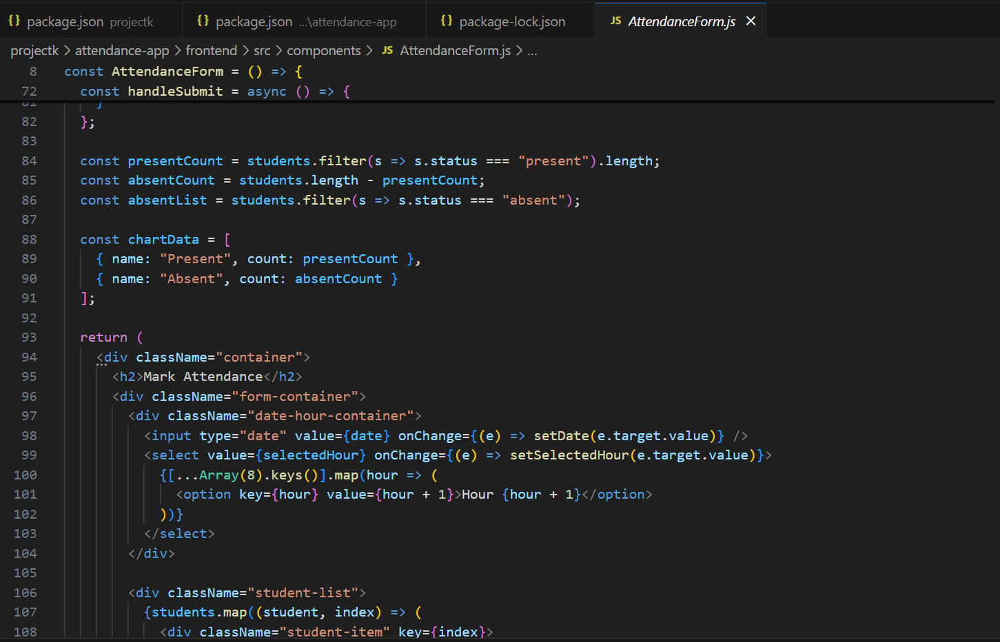 {} package.json projectk {} package.json ...\attendance-app {} package-lock.json JS AttendanceForm.js ×
projectk > attendance-app > frontend > src > components > JS AttendanceForm.js > ...
8 const AttendanceForm = () => {
72 const handleSubmit = async () => {
81 }
82 };
83
84 const presentCount = students.filter(s => s.status === "present").length;
85 const absentCount = students.length - presentCount;
86 const absentList = students.filter(s => s.status === "absent");
87
88 const chartData = [
89 { name: "Present", count: presentCount },
90 { name: "Absent", count: absentCount }
91 ];
92
93 return (
94 <div className="container">
95 <h2>Mark Attendance</h2>
96 <div className="form-container">
97 <div className="date-hour-container">
98 <input type="date" value={date} onChange={(e) => setDate(e.target.value)} />
99 <select value={selectedHour} onChange={(e) => setSelectedHour(e.target.value)}>
100 {[...Array(8).keys()].map(hour => (
101 <option key={hour} value={hour + 1}>Hour {hour + 1}</option>
102 ))}
103 </select>
104 </div>
105
106 <div className="student-list">
107 {students.map((student, index) => (
108 <div className="student-item" key={index}>